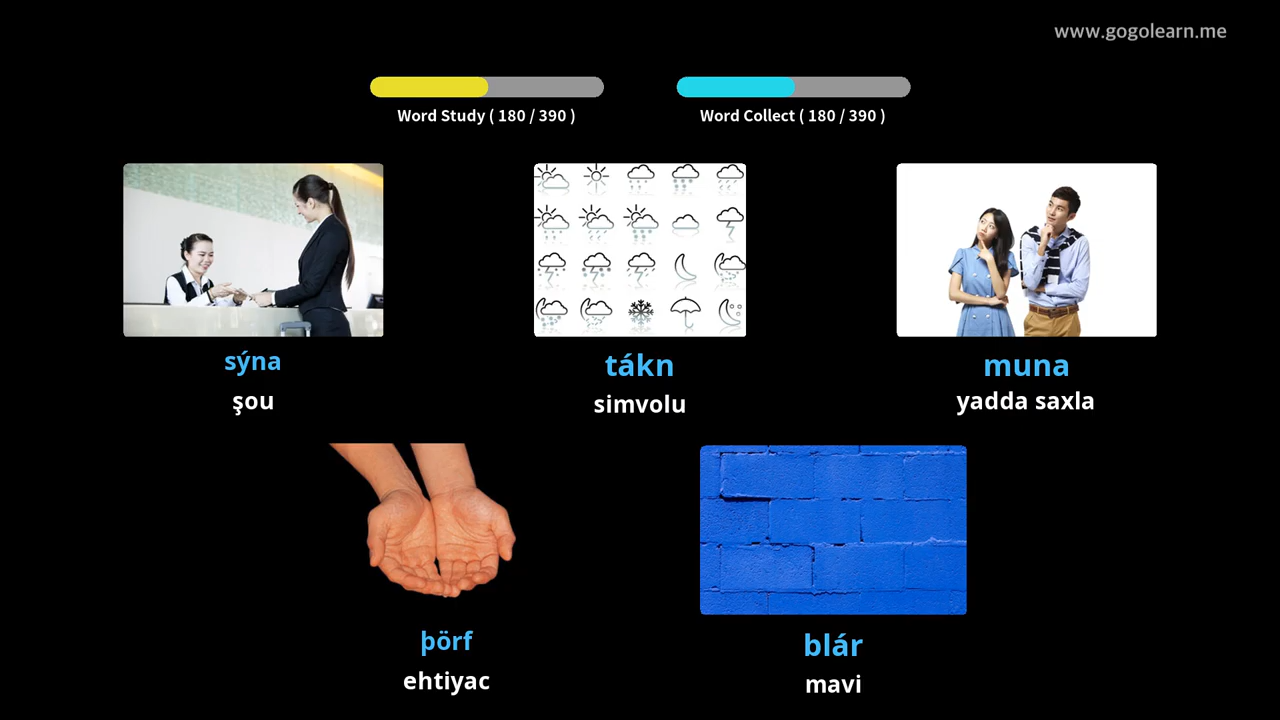 www.gogolearn.me
Word Study ( 180 / 390 )
Word Collect ( 180 / 390 )
sýna
şou
tákn
simvolu
muna
yadda saxla
þörf
ehtiyac
blár
mavi